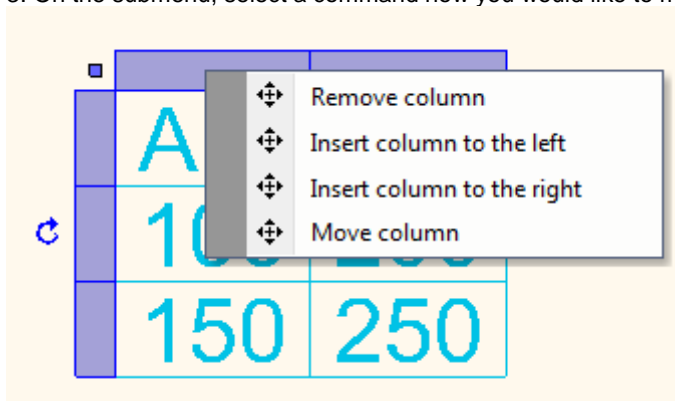 Remove column
A
Insert column to the left
Insert column to the right
Move column
150 250